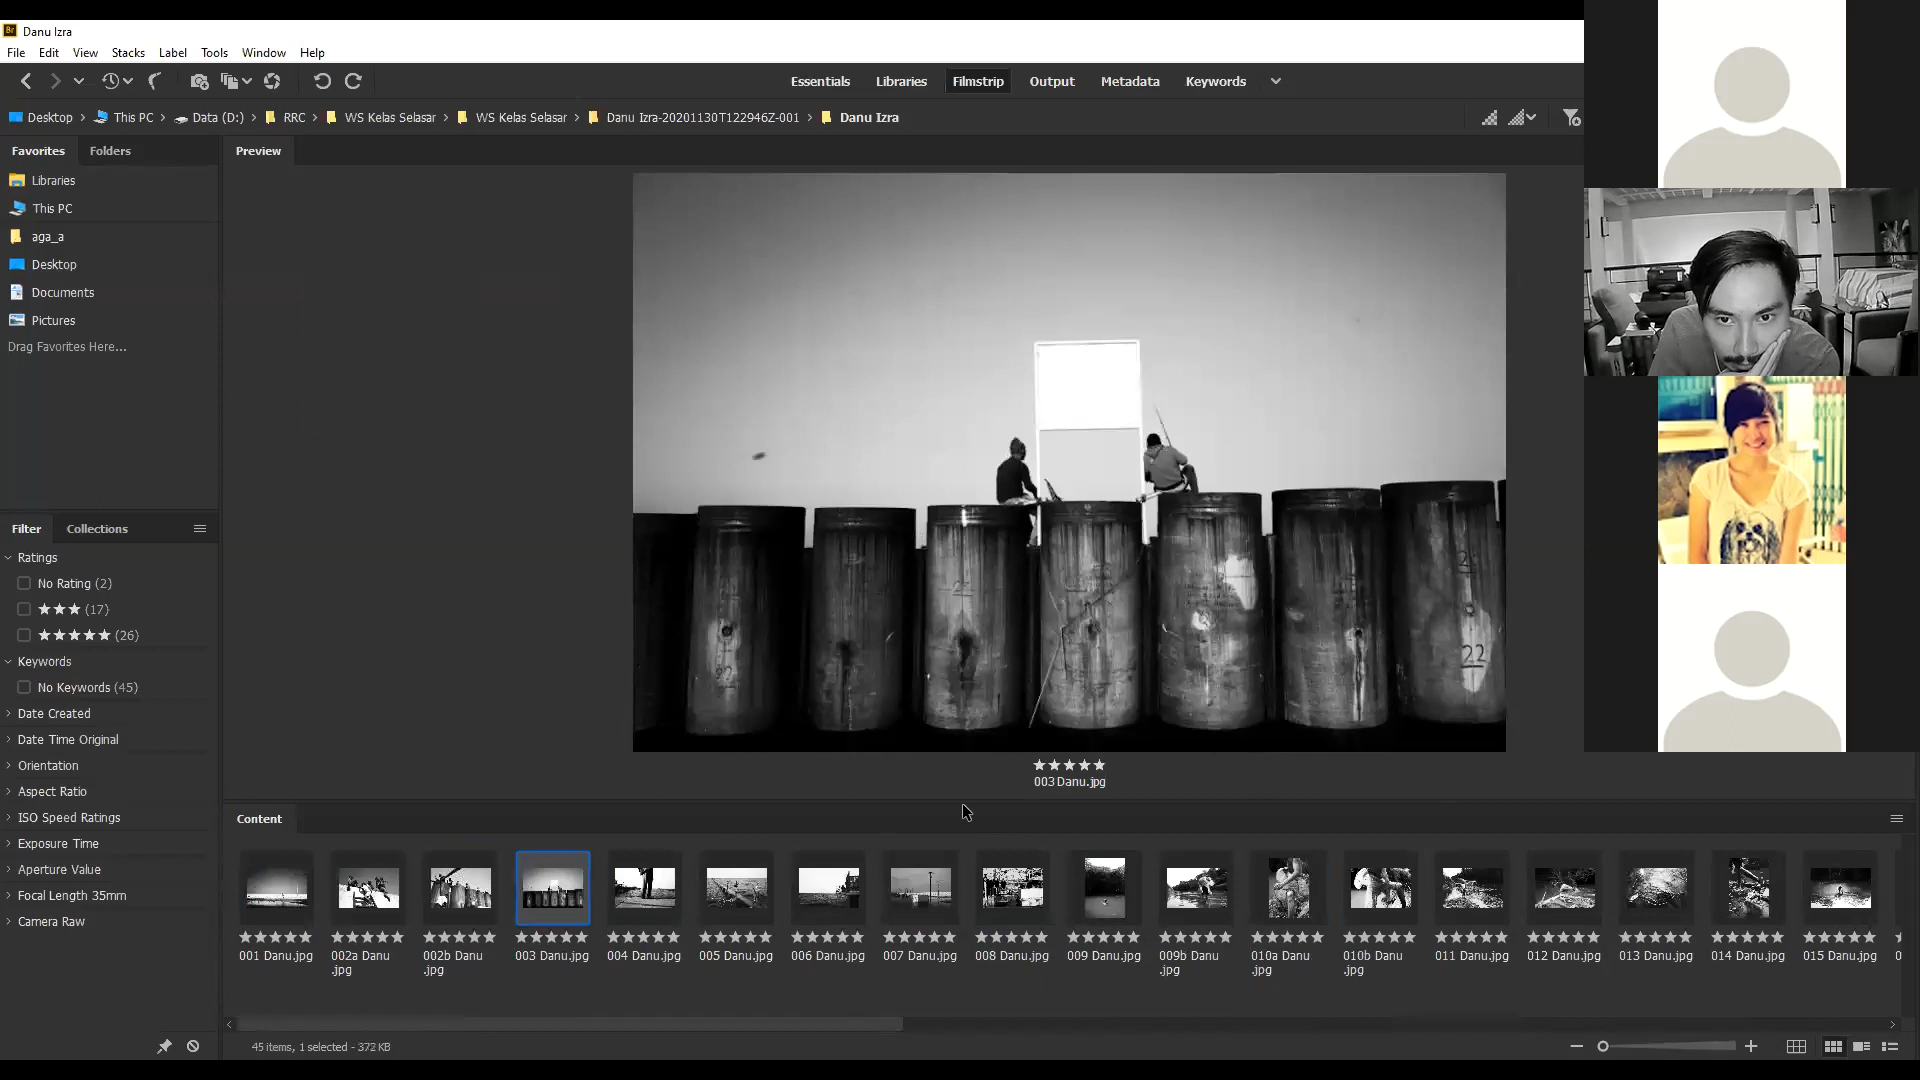 Br Danu Izra
File Edit View Stacks Label Tools Window Help
Essentials Libraries Filmstrip Output Metadata Keywords
Desktop This PC Data (D:) RRC WS Kelas Selasar WS Kelas Selasar Danu Izra-20201130T122946Z-001 Danu Izra
Favorites Folders
Libraries
This PC
aga_a
Desktop
Documents
Pictures
Drag Favorites Here...
Preview
22
22
003 Danu.jpg
Filter Collections
Ratings
No Rating (2)
(17)
(26)
Keywords
No Keywords (45)
Date Created
Date Time Original
Orientation
Aspect Ratio
ISO Speed Ratings
Exposure Time
Aperture Value
Focal Length 35mm
Camera Raw
Content
001 Danu.jpg
002a Danu
.jpg
002b Danu
.jpg
003 Danu.jpg
004 Danu.jpg
005 Danu.jpg
006 Danu.jpg
007 Danu.jpg
008 Danu.jpg
009 Danu.jpg
009b Danu
.jpg
010a Danu
.jpg
010b Danu
.jpg
011 Danu.jpg
012 Danu.jpg
013 Danu.jpg
014 Danu.jpg
015 Danu.jpg
45 items, 1 selected - 372 KB